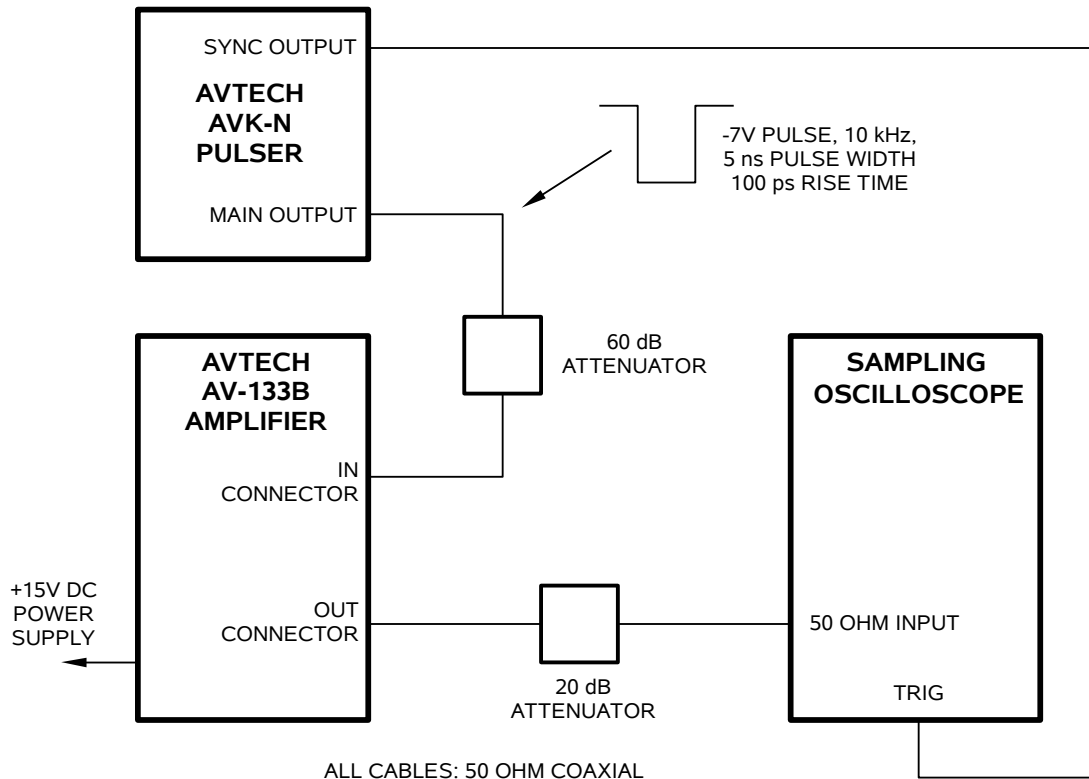 SYNC OUTPUT
AVTECH
AVK-N
PULSER
MAIN OUTPUT
-7V PULSE, 10 kHz,
5 ns PULSE WIDTH
100 ps RISE TIME
60 dB
ATTENUATOR
AVTECH
AV-133B
AMPLIFIER
IN
CONNECTOR
OUT
CONNECTOR
+15V DC
POWER
SUPPLY
20 dB
ATTENUATOR
SAMPLING
OSCILLOSCOPE
50 OHM INPUT
TRIG
ALL CABLES: 50 OHM COAXIAL